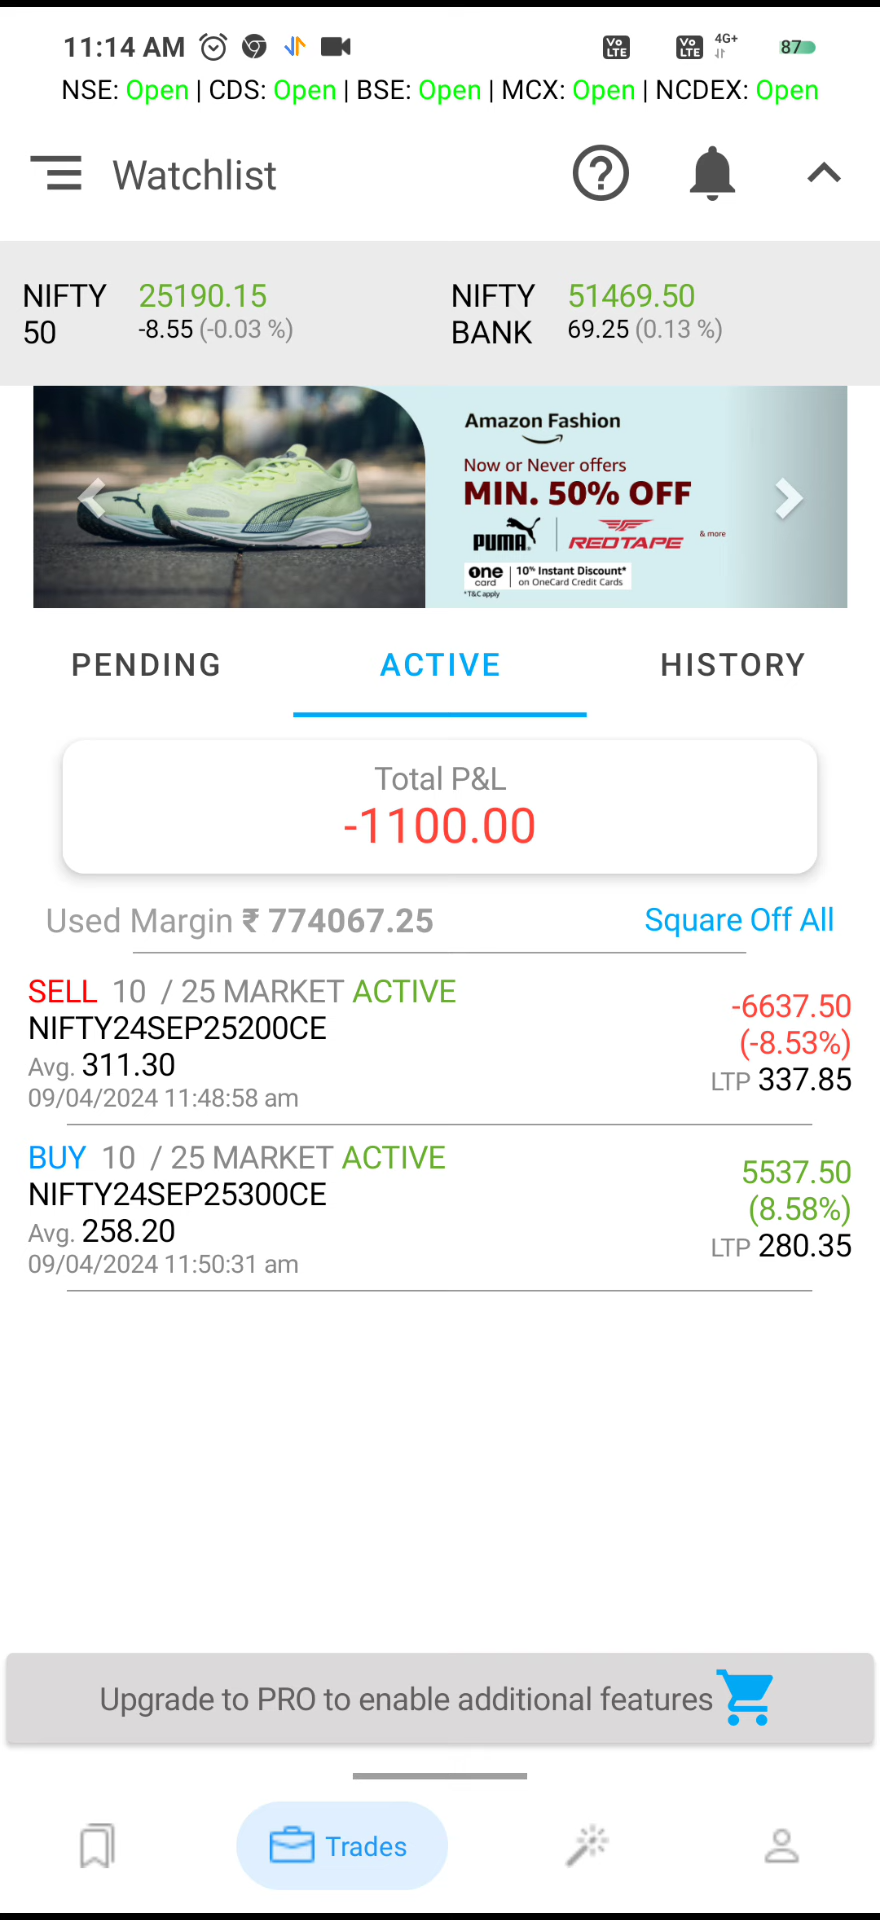 11:14 AM Vo LTE Vo LTE 4G+ 87
NSE: Open | CDS: Open | BSE: Open | MCX: Open | NCDEX: Open
Watchlist
NIFTY 50
25190.15
-8.55 (-0.03 %)
NIFTY BANK
51469.50
69.25 (0.13 %)
Amazon Fashion
Now or Never offers
MIN. 50% OFF
PUMA REDTAPE & more
one card
10% Instant Discount*
on OneCard Credit Cards
*T&C apply
PENDING ACTIVE HISTORY
Total P&L
-1100.00
Used Margin ₹ 774067.25 Square Off All
SELL 10 / 25 MARKET ACTIVE
NIFTY24SEP25200CE
Avg. 311.30
09/04/2024 11:48:58 am
-6637.50
(-8.53%)
LTP 337.85
BUY 10 / 25 MARKET ACTIVE
NIFTY24SEP25300CE
Avg. 258.20
09/04/2024 11:50:31 am
5537.50
(8.58%)
LTP 280.35
Upgrade to PRO to enable additional features
Trades